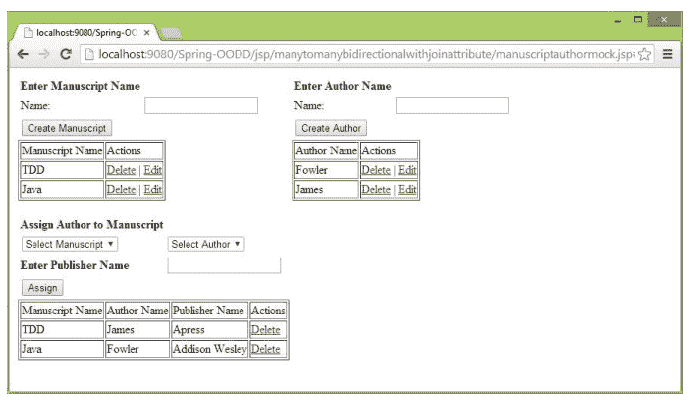 localhost:9080/Spring-OC
localhost:9080/Spring-OODD/jsp/manytomanybidirectionalwithjoinattribute/manuscriptauthormock.jsp
Enter Manuscript Name
Name:
Create Manuscript
Manuscript Name Actions
TDD Delete | Edit
Java Delete | Edit
Enter Author Name
Name:
Create Author
Author Name Actions
Fowler Delete | Edit
James Delete | Edit
Assign Author to Manuscript
Select Manuscript Select Author
Enter Publisher Name
Assign
Manuscript Name Author Name Publisher Name Actions
TDD James Apress Delete
Java Fowler Addison Wesley Delete